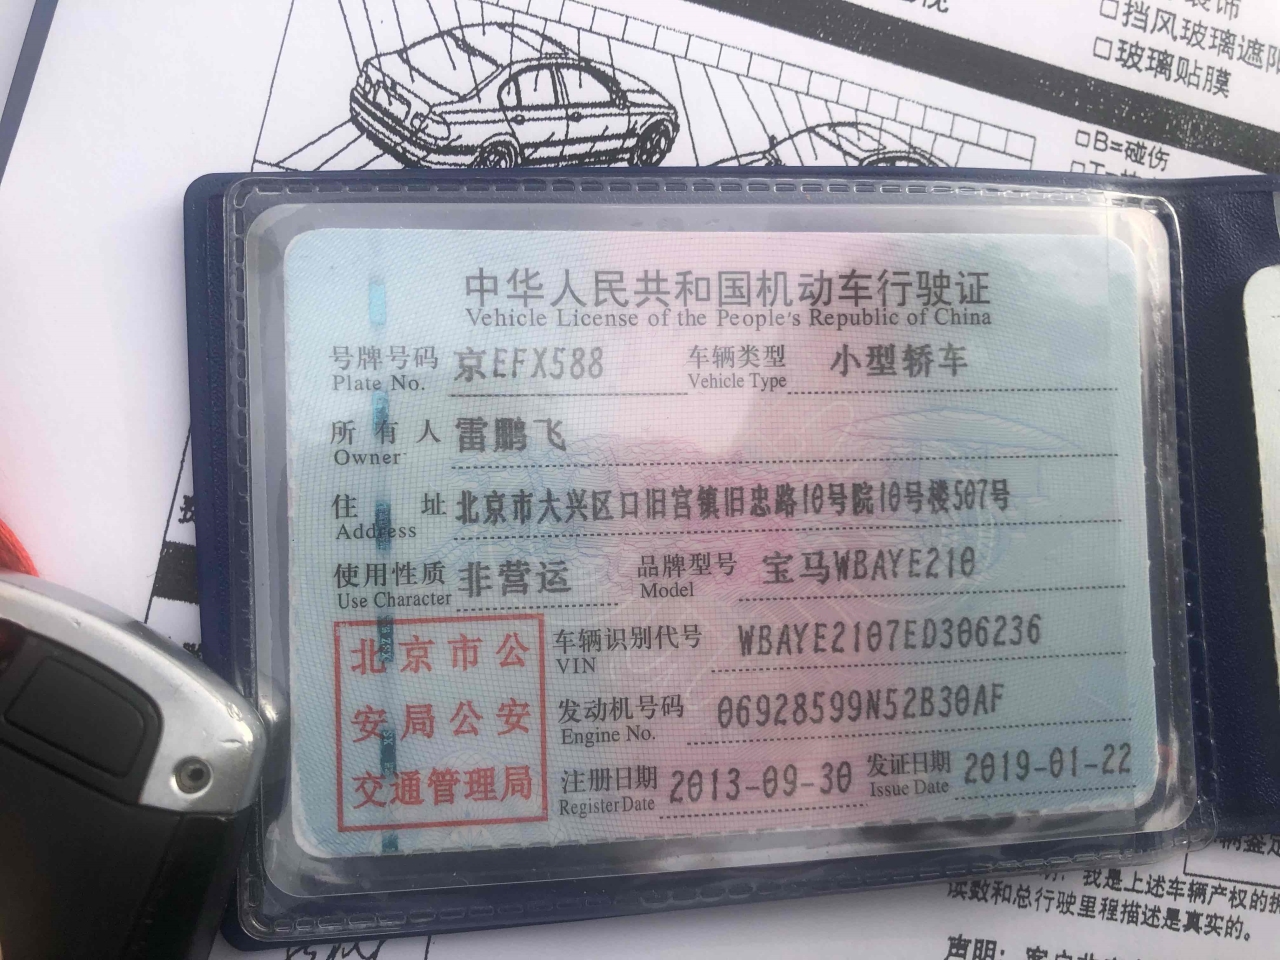 装饰
□挡风玻璃遮阳
□玻璃贴膜
□B=碰伤
中华人民共和国机动车行驶证
Vehicle License of the People's Republic of China
号牌号码 京EFX588 车辆类型 小型轿车
Plate No. Vehicle Type
所有人 雷鹏飞
Owner
住址 北京市大兴区旧宫镇旧忠路10号院10号楼507号
Address
使用性质 非营运 品牌型号 宝马WBAYE210
Use Character Model
北京市公
安局公安
交通管理局
车辆识别代号 WBAYE2107ED306236
VIN
发动机号码 06928599N52B30AF
Engine No.
注册日期 2013-09-30 发证日期 2019-01-22
Register Date Issue Date
我是上述车辆产权的
读数和总行驶里程描述是真实的。
声明: